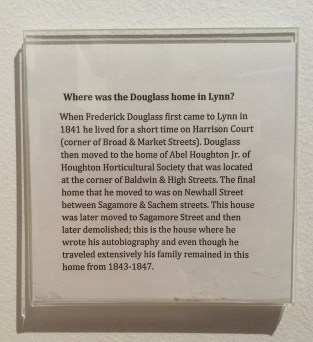 Where was the Douglass home in Lynn?
When Frederick Douglass first came to Lynn in
1841 he lived for a short time on Harrison Court
(corner of Broad & Market Streets). Douglass
then moved to the home of Abel Houghton Jr. of
Houghton Horticultural Society that was located
at the corner of Baldwin & High Streets. The final
home that he moved to was on Newhall Street
between Sagamore & Sachem streets. This house
was later moved to Sagamore Street and then
later demolished; this is the house where he
wrote his autobiography and even though he
traveled extensively his family remained in this
home from 1843-1847.